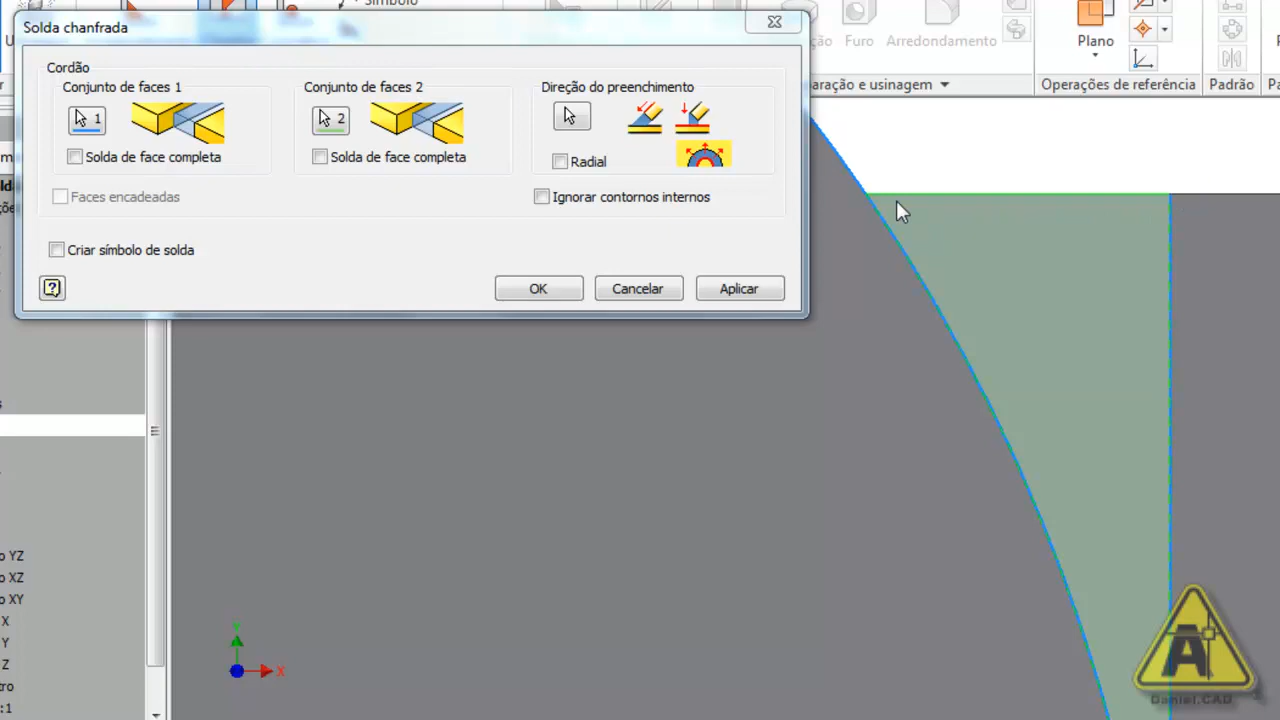 Símbolo
Solda chanfrada
Cordão
Conjunto de faces 1
Conjunto de faces 2
Direção do preenchimento
1
2
Solda de face completa
Solda de face completa
Radial
Faces encadeadas
Ignorar contornos internos
Criar símbolo de solda
?
OK
Cancelar
Aplicar
Furo
Arredondamento
Plano
aração e usinagem
Operações de referência
Padrão
YZ
XZ
XY
X
Y
Z
:1
Y
X
A
Daniel.CAD